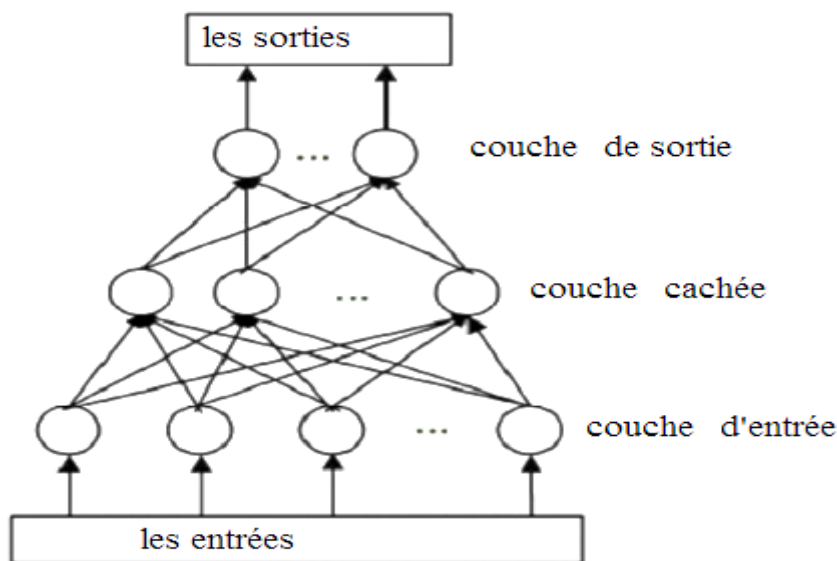 les sorties
... couche de sortie
... couche cachée
... couche d'entrée
les entrées